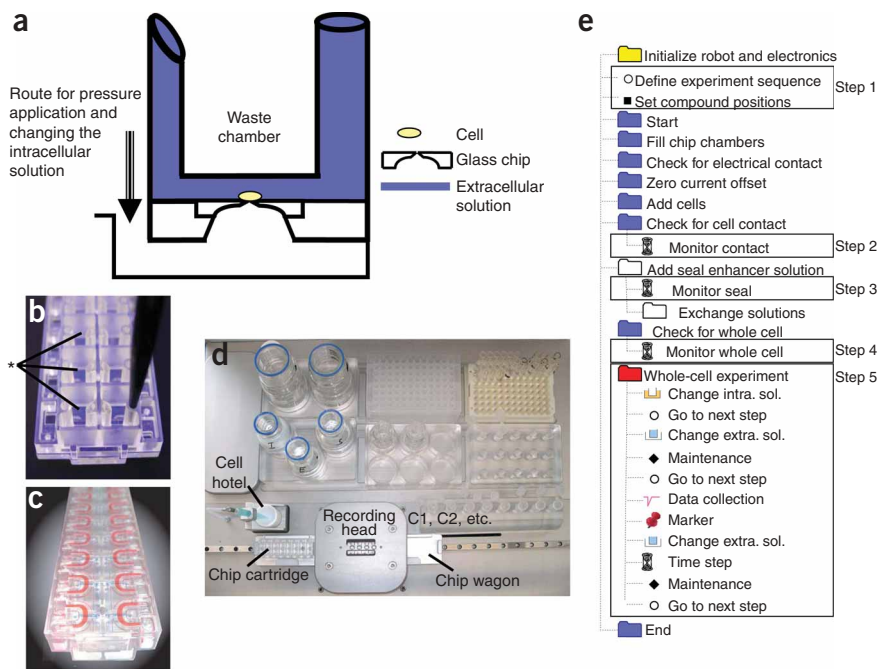 a
Route for pressure
application and
changing the
intracellular
solution
Waste
chamber
Cell
Glass chip
Extracellular
solution
b
*
c
d
Cell
hotel
Recording
head
C1, C2, etc.
Chip cartridge
Chip wagon
e
Initialize robot and electronics
Define experiment sequence
Step 1
Set compound positions
Start
Fill chip chambers
Check for electrical contact
Zero current offset
Add cells
Check for cell contact
Monitor contact
Step 2
Add seal enhancer solution
Monitor seal
Step 3
Exchange solutions
Check for whole cell
Monitor whole cell
Step 4
Whole-cell experiment
Step 5
Change intra. sol.
Go to next step
Change extra. sol.
Maintenance
Go to next step
Data collection
Marker
Change extra. sol.
Time step
Maintenance
Go to next step
End